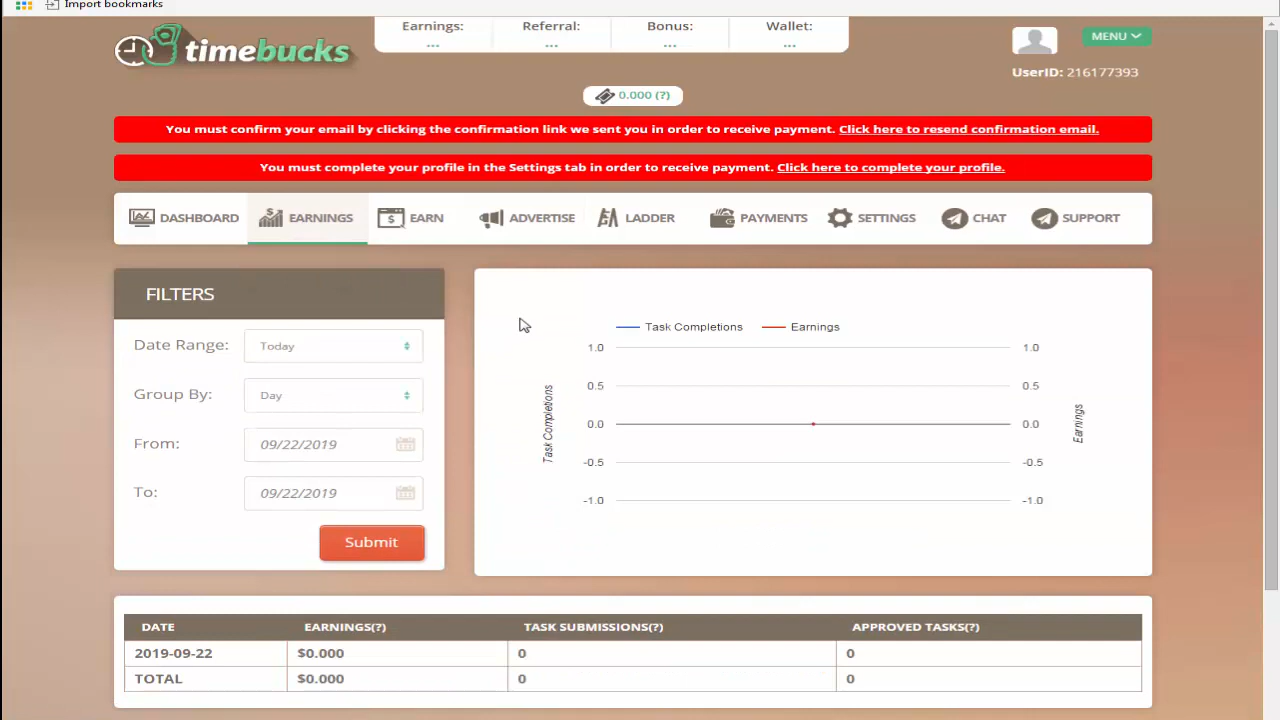 Import bookmarks
timebucks
Earnings: Referral: Bonus: Wallet:
... ... ... ...
MENU
UserID: 216177393
0.000 (?)
You must confirm your email by clicking the confirmation link we sent you in order to receive payment. Click here to resend confirmation email.
You must complete your profile in the Settings tab in order to receive payment. Click here to complete your profile.
DASHBOARD EARNINGS EARN ADVERTISE LADDER PAYMENTS SETTINGS CHAT SUPPORT
FILTERS
Date Range: Today
Group By: Day
From: 09/22/2019
To: 09/22/2019
Submit
Task Completions Earnings
1.0 1.0
0.5 0.5
0.0 0.0
-0.5 -0.5
-1.0 -1.0
Task Completions
Earnings
DATE EARNINGS(?) TASK SUBMISSIONS(?) APPROVED TASKS(?)
2019-09-22 $0.000 0 0
TOTAL $0.000 0 0